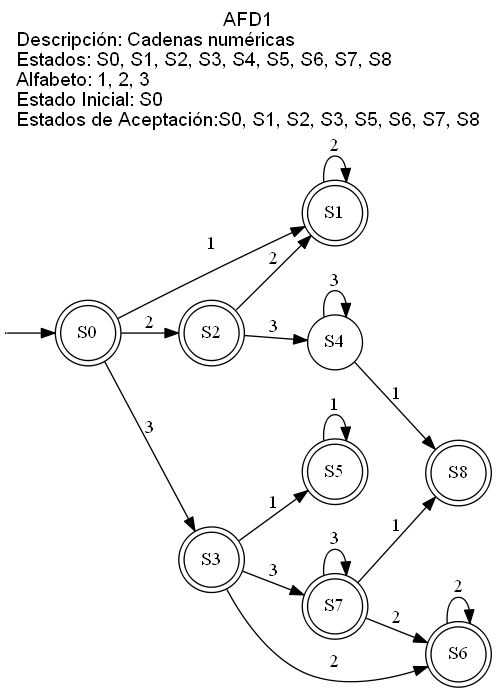 AFD1
Descripción: Cadenas numéricas
Estados: S0, S1, S2, S3, S4, S5, S6, S7, S8
Alfabeto: 1, 2, 3
Estado Inicial: S0
Estados de Aceptación:S0, S1, S2, S3, S5, S6, S7, S8
2
S1
1
2
3
S0
2
S2
3
S4
1
1
3
S5
S8
1
3
1
S3
3
S7
2
2
S6
2